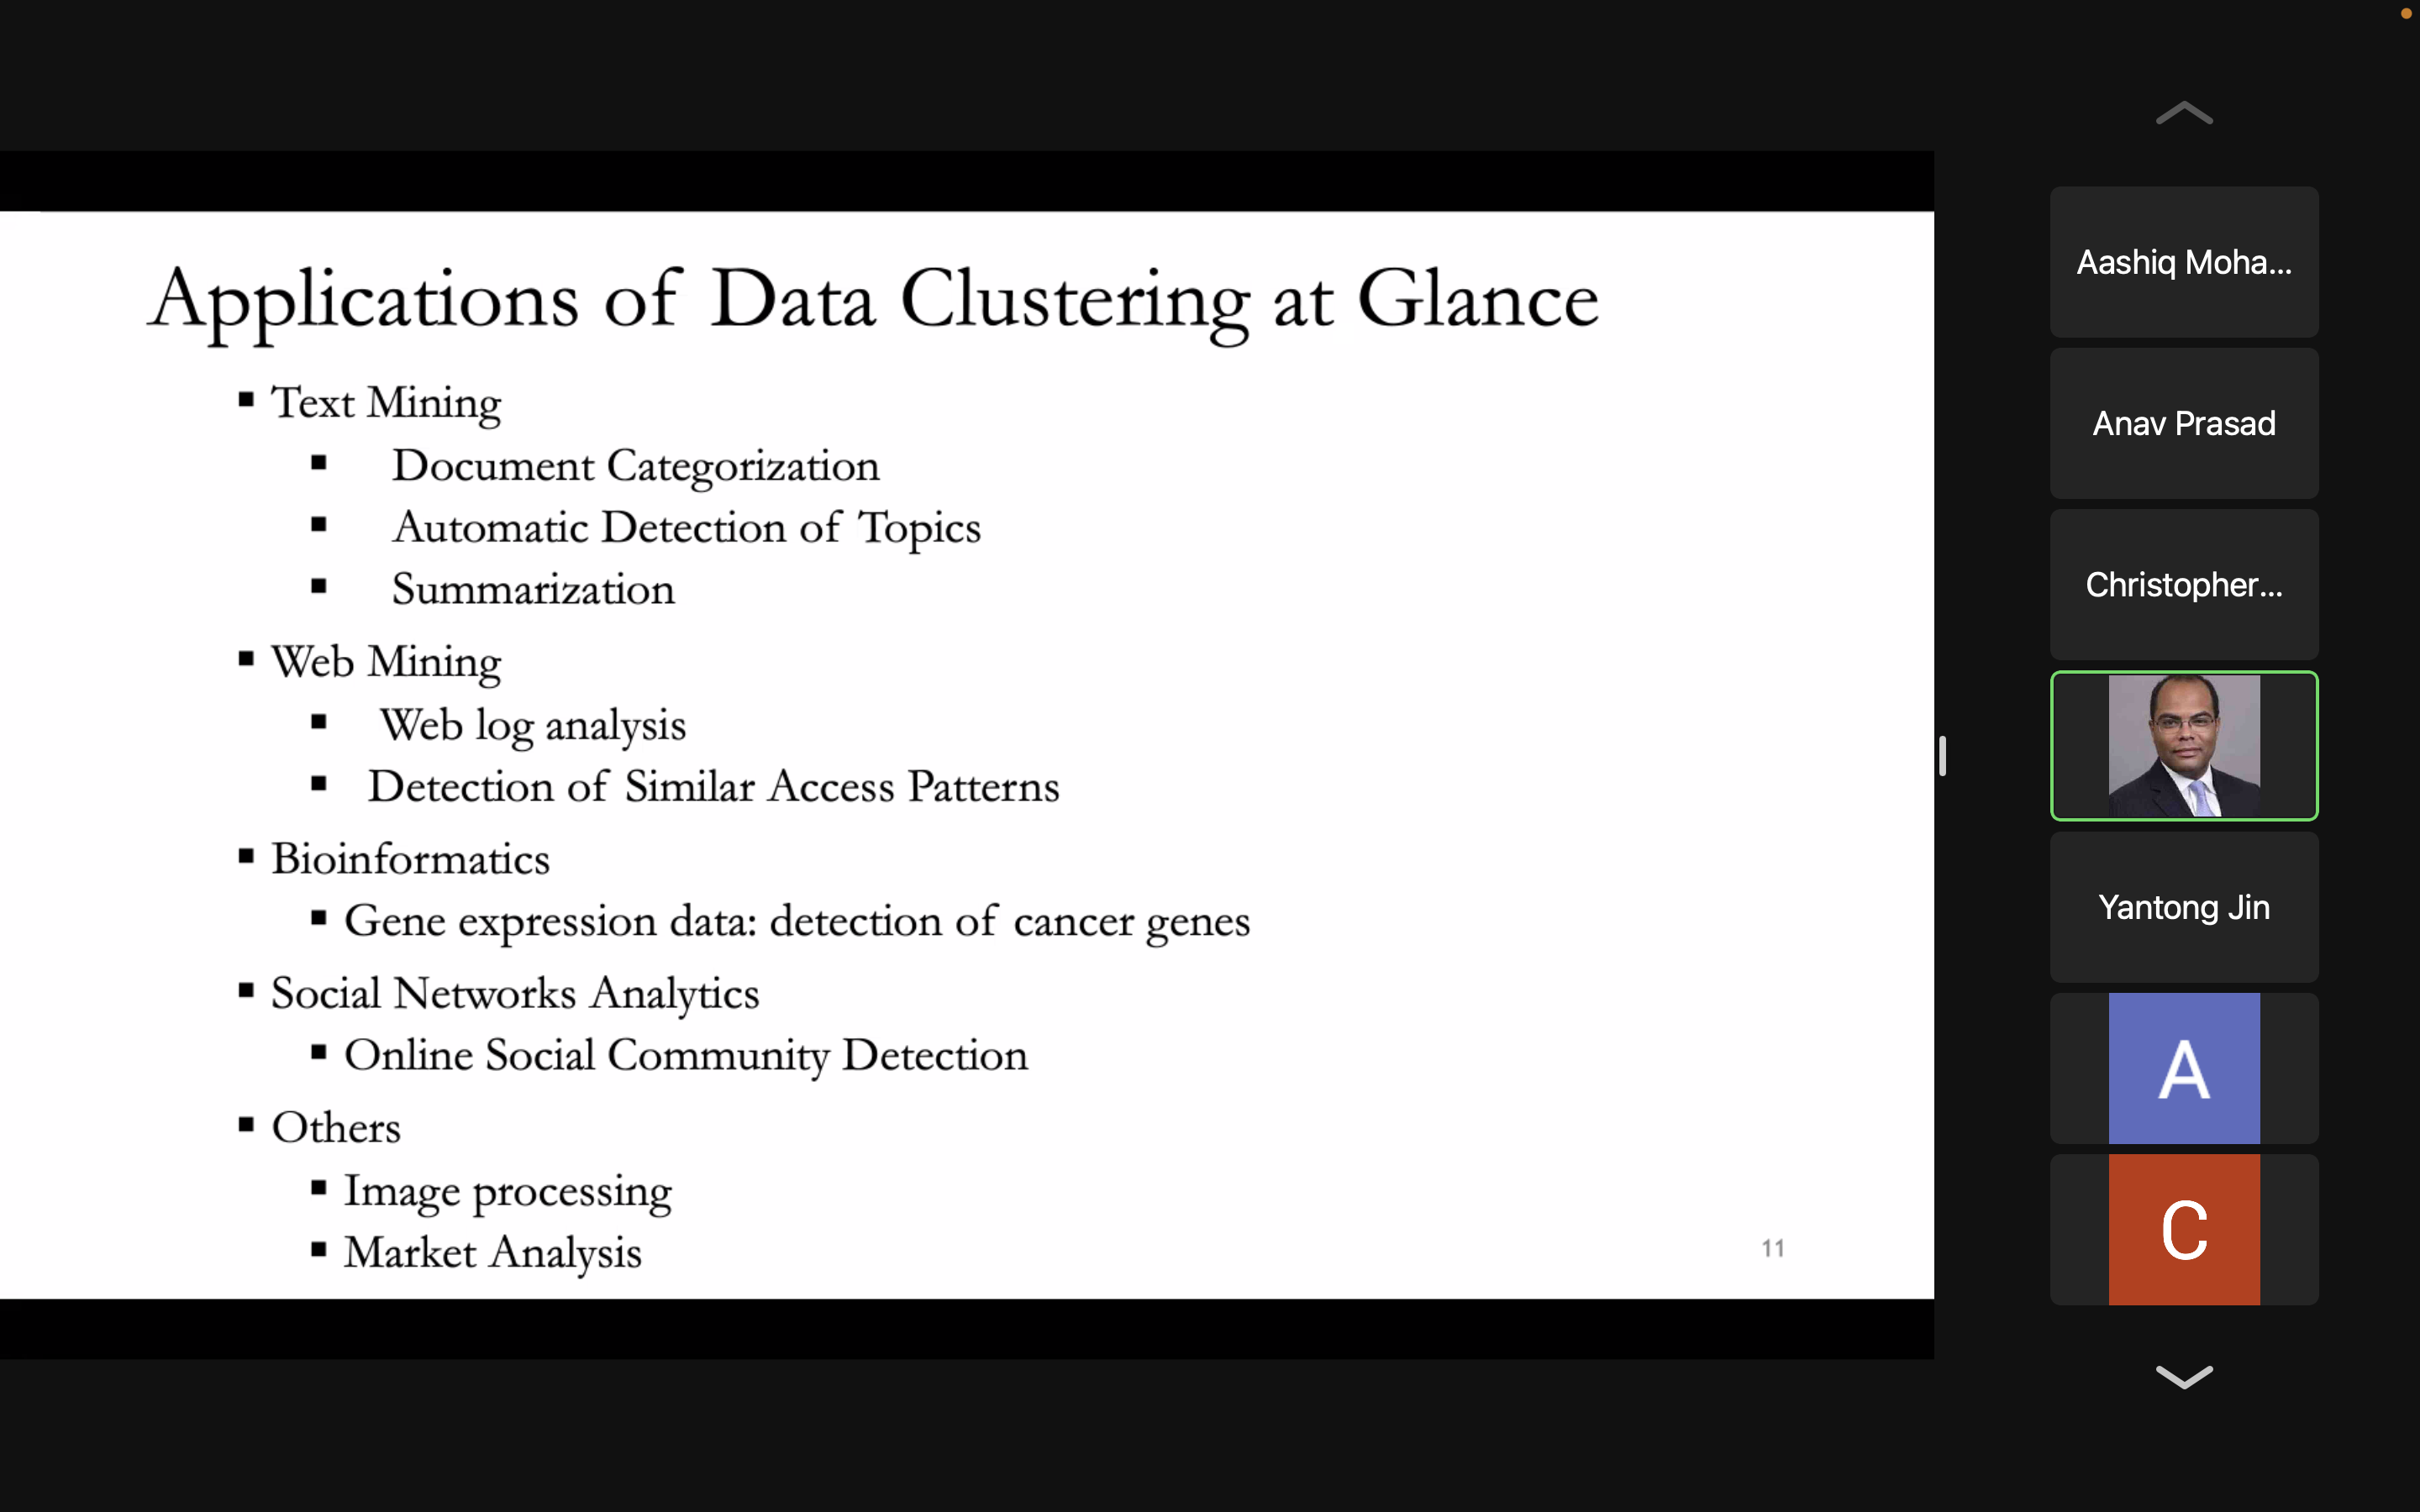 Applications of Data Clustering at Glance
▪ Text Mining
▪ Document Categorization
▪ Automatic Detection of Topics
▪ Summarization
▪ Web Mining
▪ Web log analysis
▪ Detection of Similar Access Patterns
▪ Bioinformatics
▪ Gene expression data: detection of cancer genes
▪ Social Networks Analytics
▪ Online Social Community Detection
▪ Others
▪ Image processing
▪ Market Analysis
11
Aashiq Moha...
Anav Prasad
Christopher...
Yantong Jin
A
C